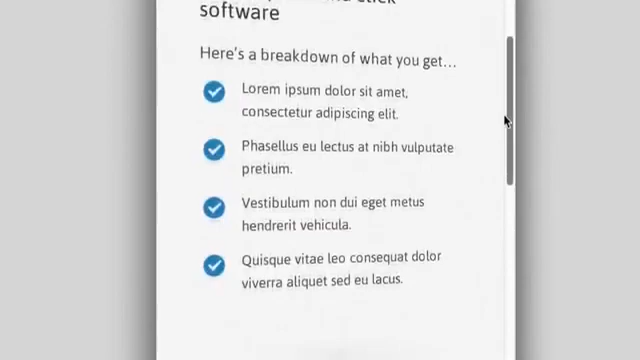 software
Here's a breakdown of what you get...
Lorem ipsum dolor sit amet,
consectetur adipiscing elit.
Phasellus eu lectus at nibh vulputate
pretium.
Vestibulum non dui eget metus
hendrerit vehicula.
Quisque vitae leo consequat dolor
viverra aliquet sed eu lacus.